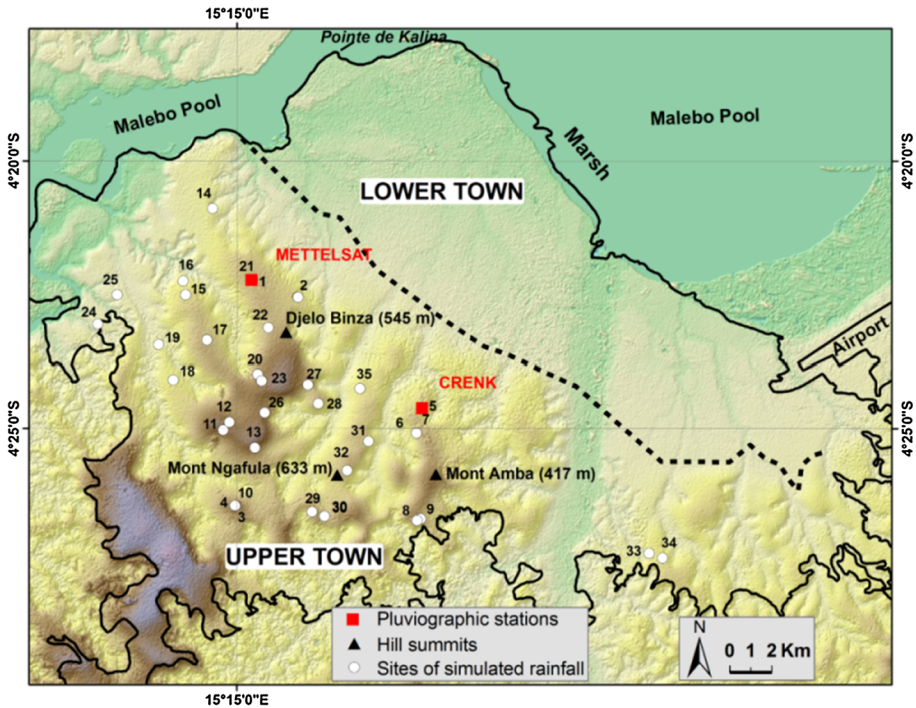 15°15'0"E
Pointe de Kalina
Malebo Pool
Malebo Pool
Marsh
4°20'0"S
4°20'0"S
LOWER TOWN
14
METTELSAT
21
1
16
15
2
25
24
22
Djelo Binza (545 m)
Airport
19
17
20
23
27
35
18
CRENK
26
28
5
12
11
6
7
4°25'0"S
4°25'0"S
13
31
32
Mont Ngafula (633 m)
Mont Amba (417 m)
10
4
3
29
30
8
9
33
34
UPPER TOWN
Pluviographic stations
Hill summits
Sites of simulated rainfall
N
0 1 2 Km
15°15'0"E